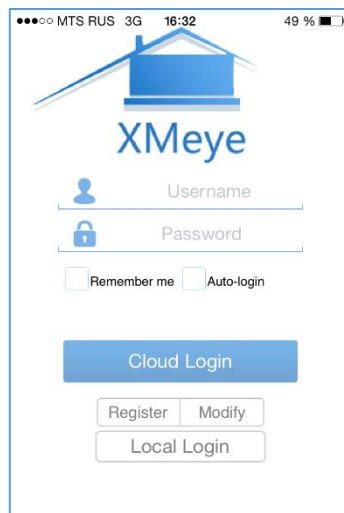 MTS RUS 3G 16:32 49 %
XMeye
Username
Password
Remember me Auto-login
Cloud Login
Register Modify
Local Login